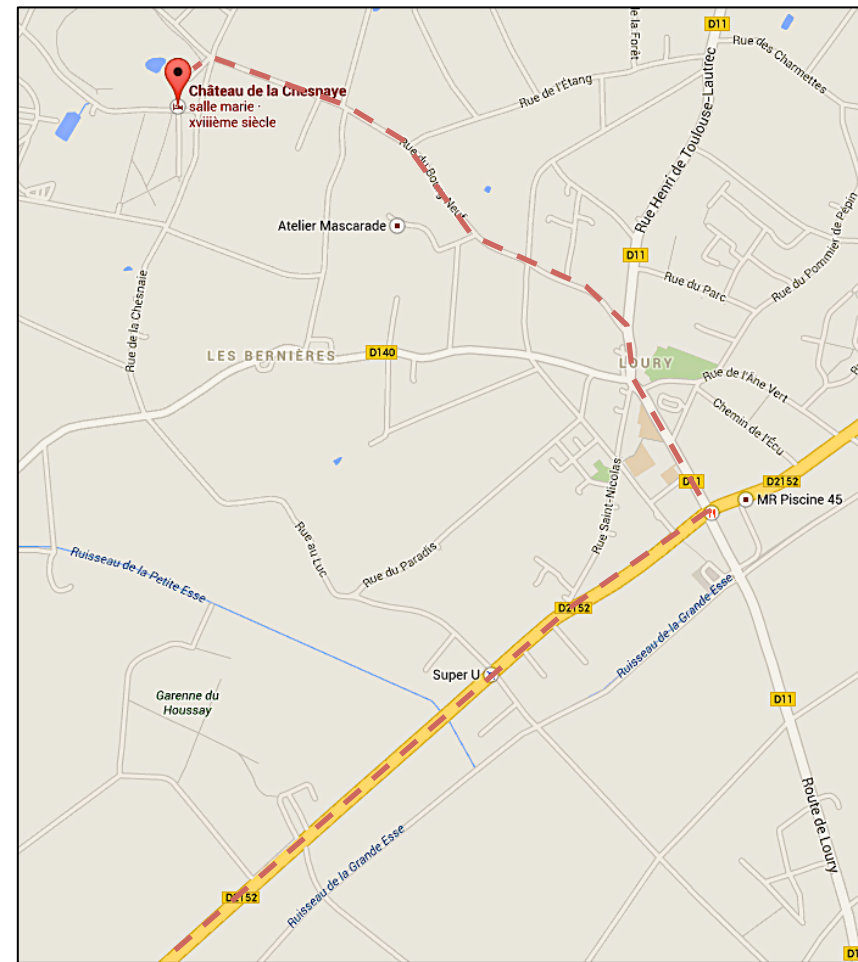 D11
de la Forêt
Rue des Charmettes
Château de la Chesnaye
salle marie ·
xviiième siècle
Rue de l'Étang
Rue Henri de Toulouse-Lautrec
Rue du Bourg Neuf
Rue du Pommier de Pépin
Atelier Mascarade
D11
Rue du Parc
Rue de la Chesnaie
LES BERNIÈRES
D140
LOURY
Rue de l'Âne Vert
Chemin de l'Écu
D11
D2152
MR Piscine 45
Rue Saint-Nicolas
Rue au Luc
Rue du Paradis
Ruisseau de la Petite Esse
D2152
Ruisseau de la Grande Esse
Super U
Garenne du
Houssay
D11
Route de Loury
Ruisseau de la Grande Esse
D2152
D1